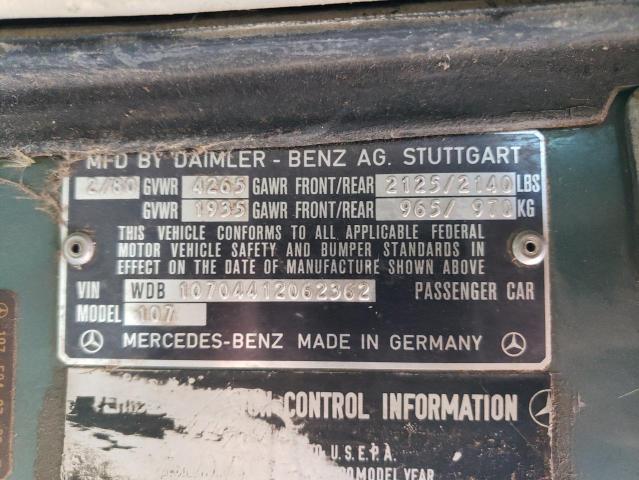 MFD BY DAIMLER - BENZ AG. STUTTGART
2/80 GVWR 4265 GAWR FRONT/REAR 2125/2140 LBS
GVWR 1935 GAWR FRONT/REAR 965/ 970 KG
THIS VEHICLE CONFORMS TO ALL APPLICABLE FEDERAL
MOTOR VEHICLE SAFETY AND BUMPER STANDARDS IN
EFFECT ON THE DATE OF MANUFACTURE SHOWN ABOVE
VIN WDB 10704412062362 PASSENGER CAR
MODEL 107
MERCEDES-BENZ MADE IN GERMANY
CONTROL INFORMATION
U.S.E.P.A.
MODEL YEAR